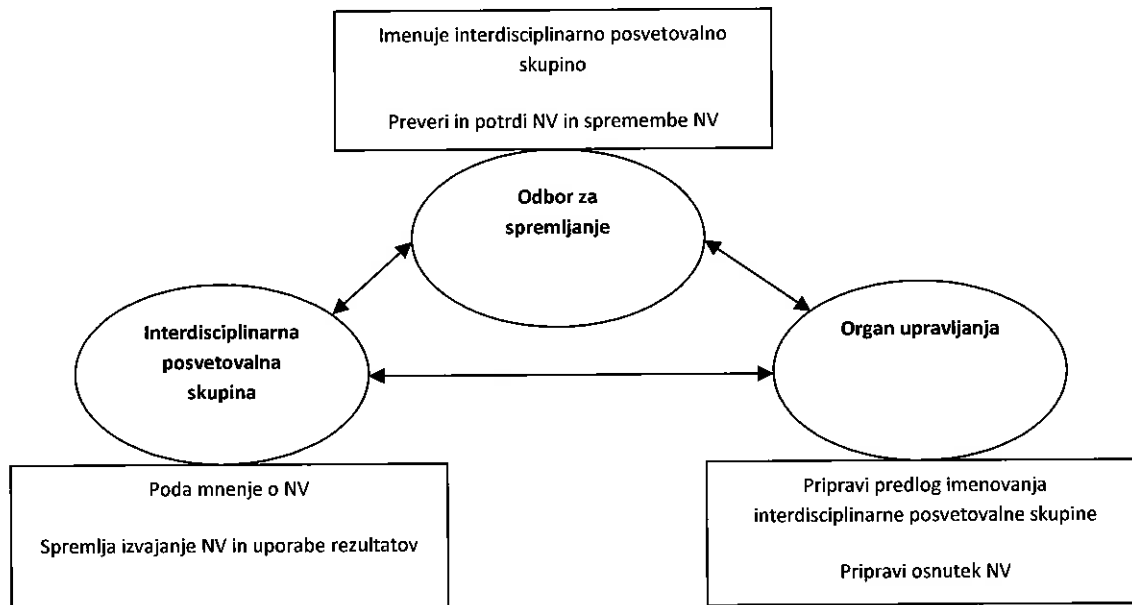 Imenuje interdisciplinarno posvetovalno
skupino
Preveri in potrdi NV in spremembe NV
Odbor za
spremljanje
Interdisciplinarna
posvetovalna
skupina
Organ upravljanja
Poda mnenje o NV
Spremlja izvajanje NV in uporabe rezultatov
Pripravi predlog imenovanja
interdisciplinarne posvetovalne skupine
Pripravi osnutek NV